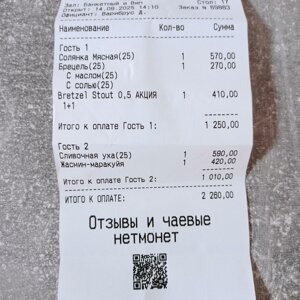 Зал: Банкетный и Вип Стол: 17
Открыт: 14.09.2025 14:10
Официант:
Наименование Кол-во Сумма
Гость 1
Солянка Мясная(25) 1 570,00
Брецель(25) 1 270,00
С маслом(25)
С солью(25)
Bretzel Stout 0,5 АКЦИЯ 1 410,00
1+1
Итого к оплате Гость 1: 1 250,00
Гость 2
Сливочная уха(25) 1 590,00
Жасмин-маракуйя 1 420,00
Итого к оплате Гость 2: 1 010,00
ИТОГО К ОПЛАТЕ: 2 260,00
Отзывы и чаевые
нетмонет